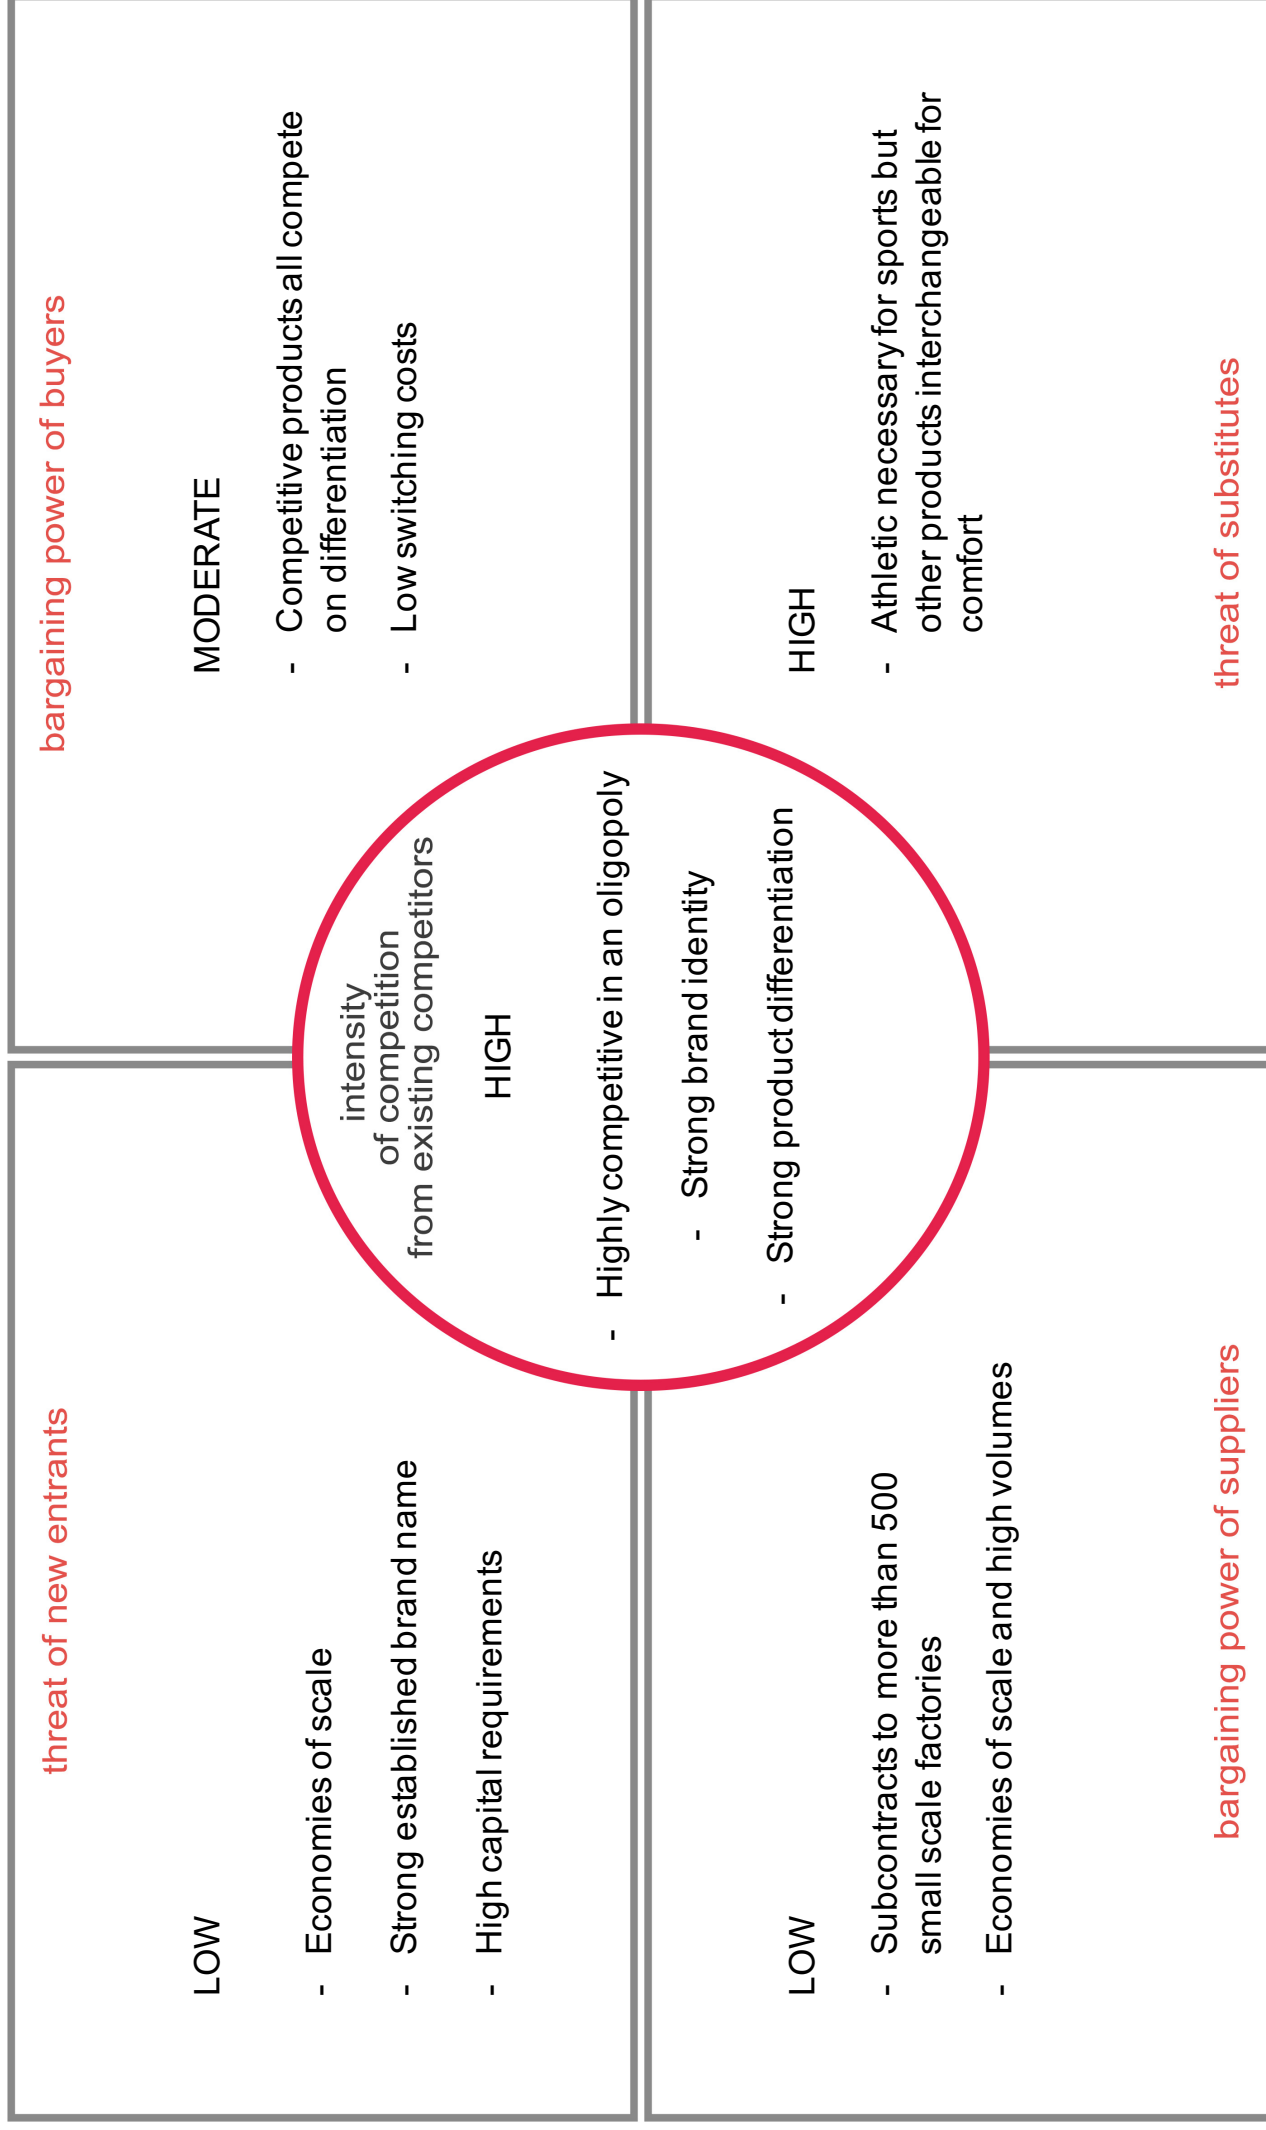 threat of new entrants
LOW
- Economies of scale
- Strong established brand name
- High capital requirements
bargaining power of buyers
MODERATE
- Competitive products all compete
on differentiation
- Low switching costs
intensity
of competition
from existing competitors
HIGH
- Highly competitive in an oligopoly
- Strong brand identity
- Strong product differentiation
LOW
- Subcontracts to more than 500
small scale factories
- Economies of scale and high volumes
bargaining power of suppliers
HIGH
- Athletic necessary for sports but
other products interchangeable for
comfort
threat of substitutes